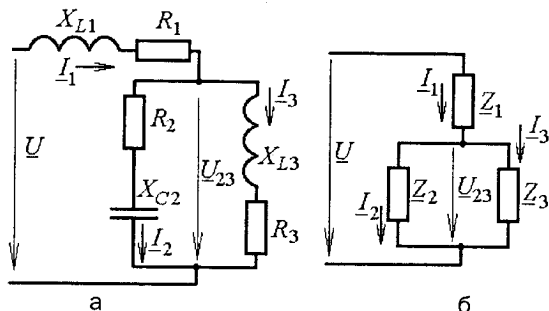 X_L1
R_1
I_1
R_2
I_3
U
U_23
X_L3
X_C2
I_2
R_3
а
I_1
Z_1
I_3
U
Z_2
U_23
Z_3
I_2
б